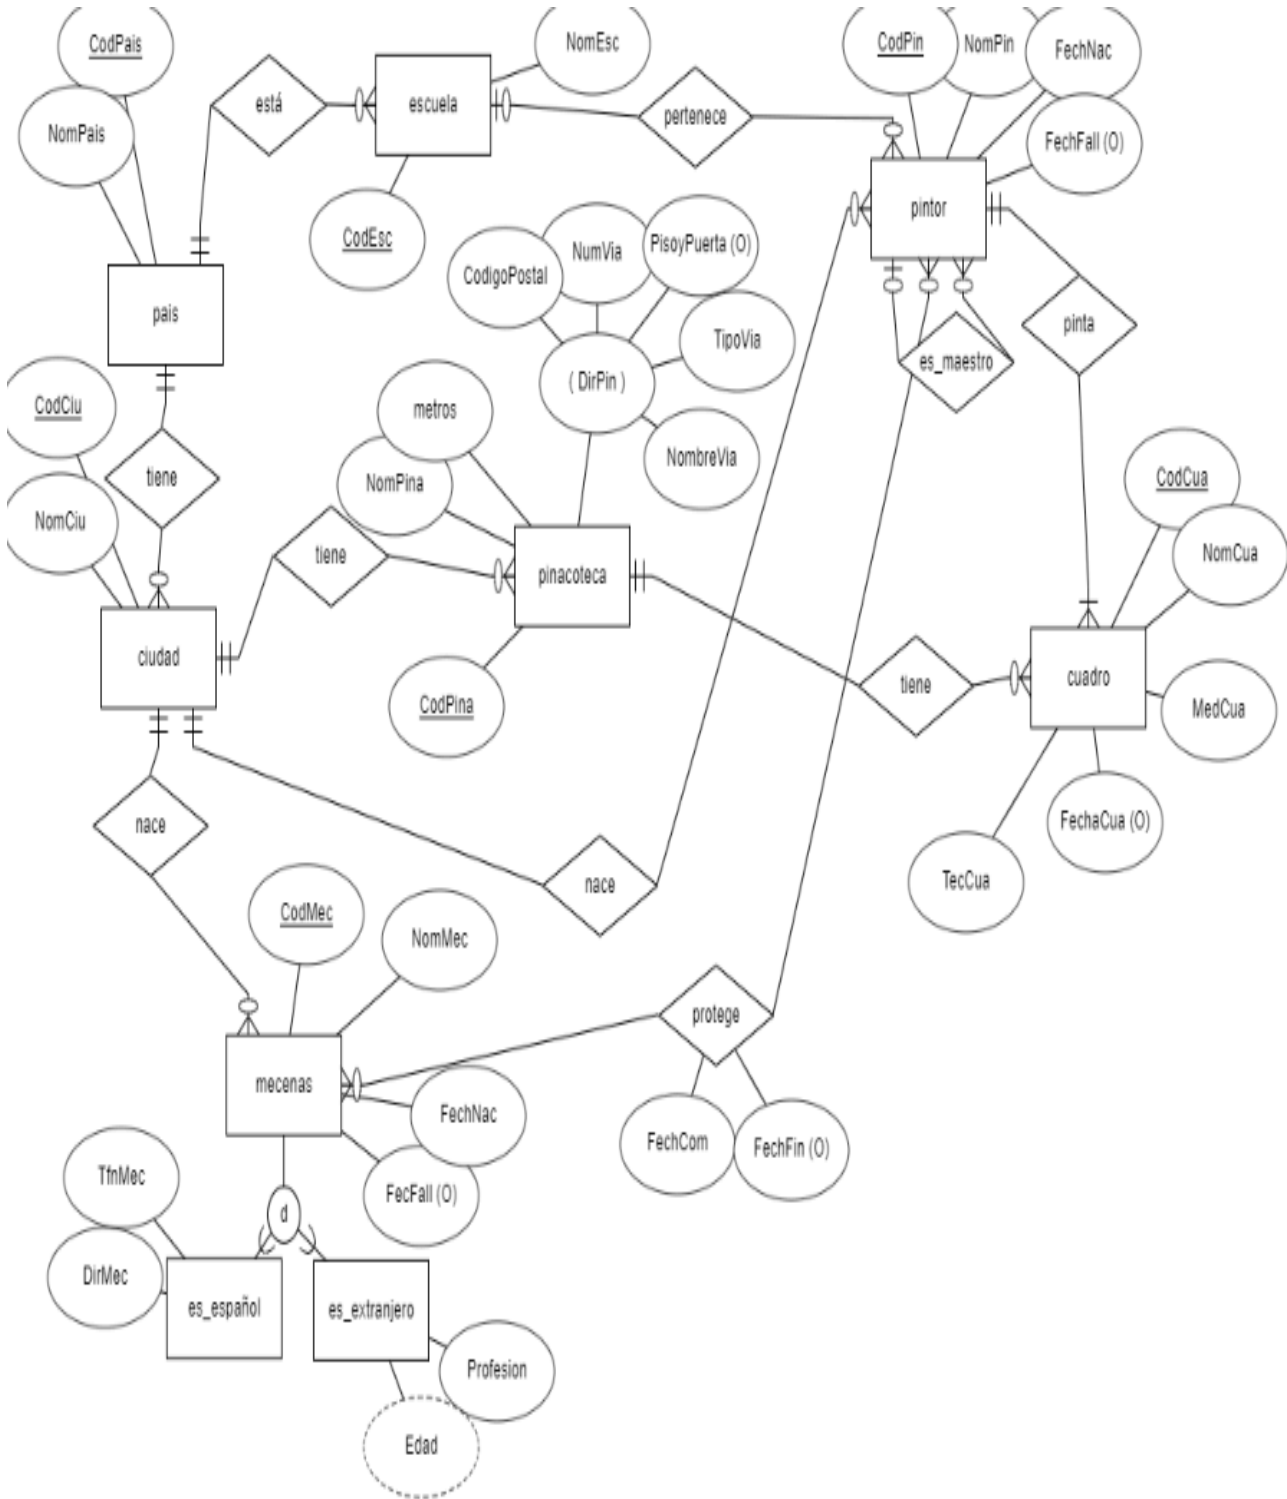 CodPais
NomPais
está
escuela
NomEsc
CodEsc
pertenece
CodPin
NomPin
FechNac
FechFall (O)
pintor
pais
CodigoPostal
NumVia
PisoyPuerta (O)
TipoVia
( DirPin )
NombreVia
es_maestro
pinta
CodCiu
NomCiu
tiene
metros
NomPina
tiene
pinacoteca
CodPina
ciudad
CodCua
NomCua
tiene
cuadro
MedCua
FechaCua (O)
TecCua
nace
nace
CodMec
NomMec
mecenas
protege
FechNac
FecFall (O)
FechCom
FechFin (O)
TfnMec
DirMec
d
es_español
es_extranjero
Profesion
Edad